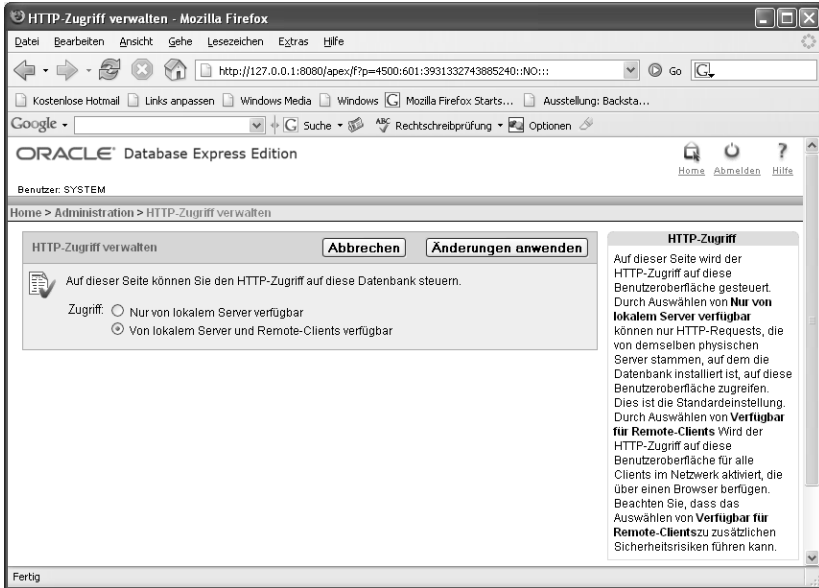 HTTP-Zugriff verwalten - Mozilla Firefox
Datei Bearbeiten Ansicht Gehe Lesezeichen Extras Hilfe
http://127.0.0.1:8080/apex/f?p=4500:601:3931332743885240::NO::: Go G
Kostenlose Hotmail Links anpassen Windows Media Windows G Mozilla Firefox Starts... Ausstellung: Backsta...
Google G Suche ABC Rechtschreibprüfung Optionen
ORACLE Database Express Edition
Home Abmelden ? Hilfe
Benutzer: SYSTEM
Home > Administration > HTTP-Zugriff verwalten
HTTP-Zugriff verwalten Abbrechen Änderungen anwenden
Auf dieser Seite können Sie den HTTP-Zugriff auf diese Datenbank steuern.
Zugriff: Nur von lokalem Server verfügbar
Von lokalem Server und Remote-Clients verfügbar
HTTP-Zugriff
Auf dieser Seite wird der
HTTP-Zugriff auf diese
Benutzeroberfläche gesteuert.
Durch Auswählen von Nur von
lokalem Server verfügbar
können nur HTTP-Requests, die
von demselben physischen
Server stammen, auf dem die
Datenbank installiert ist, auf diese
Benutzeroberfläche zugreifen.
Dies ist die Standardeinstellung.
Durch Auswählen von Verfügbar
für Remote-Clients Wird der
HTTP-Zugriff auf diese
Benutzeroberfläche für alle
Clients im Netzwerk aktiviert, die
über einen Browser berfügen.
Beachten Sie, dass das
Auswählen von Verfügbar für
Remote-Clientszu zusätzlichen
Sicherheitsrisiken führen kann.
Fertig